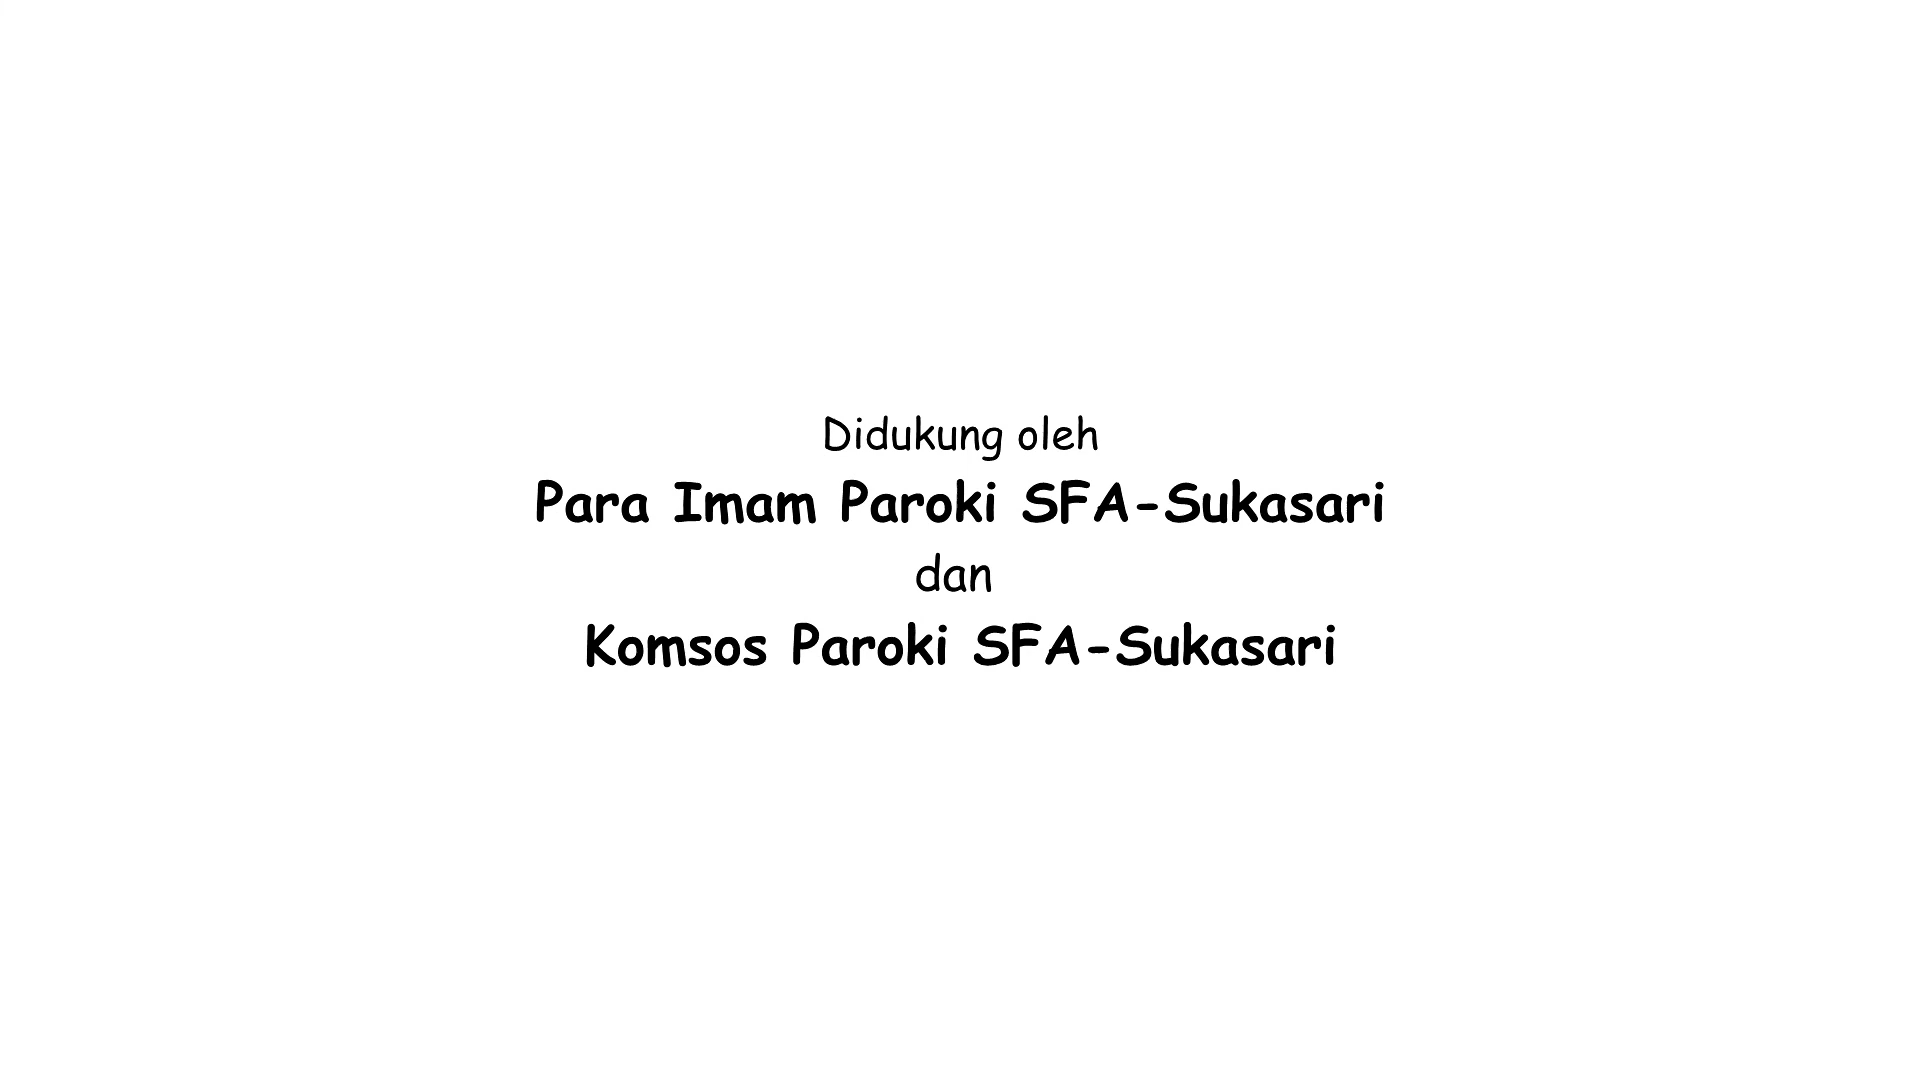 Didukung oleh
Para Imam Paroki SFA-Sukasari
dan
Komsos Paroki SFA-Sukasari